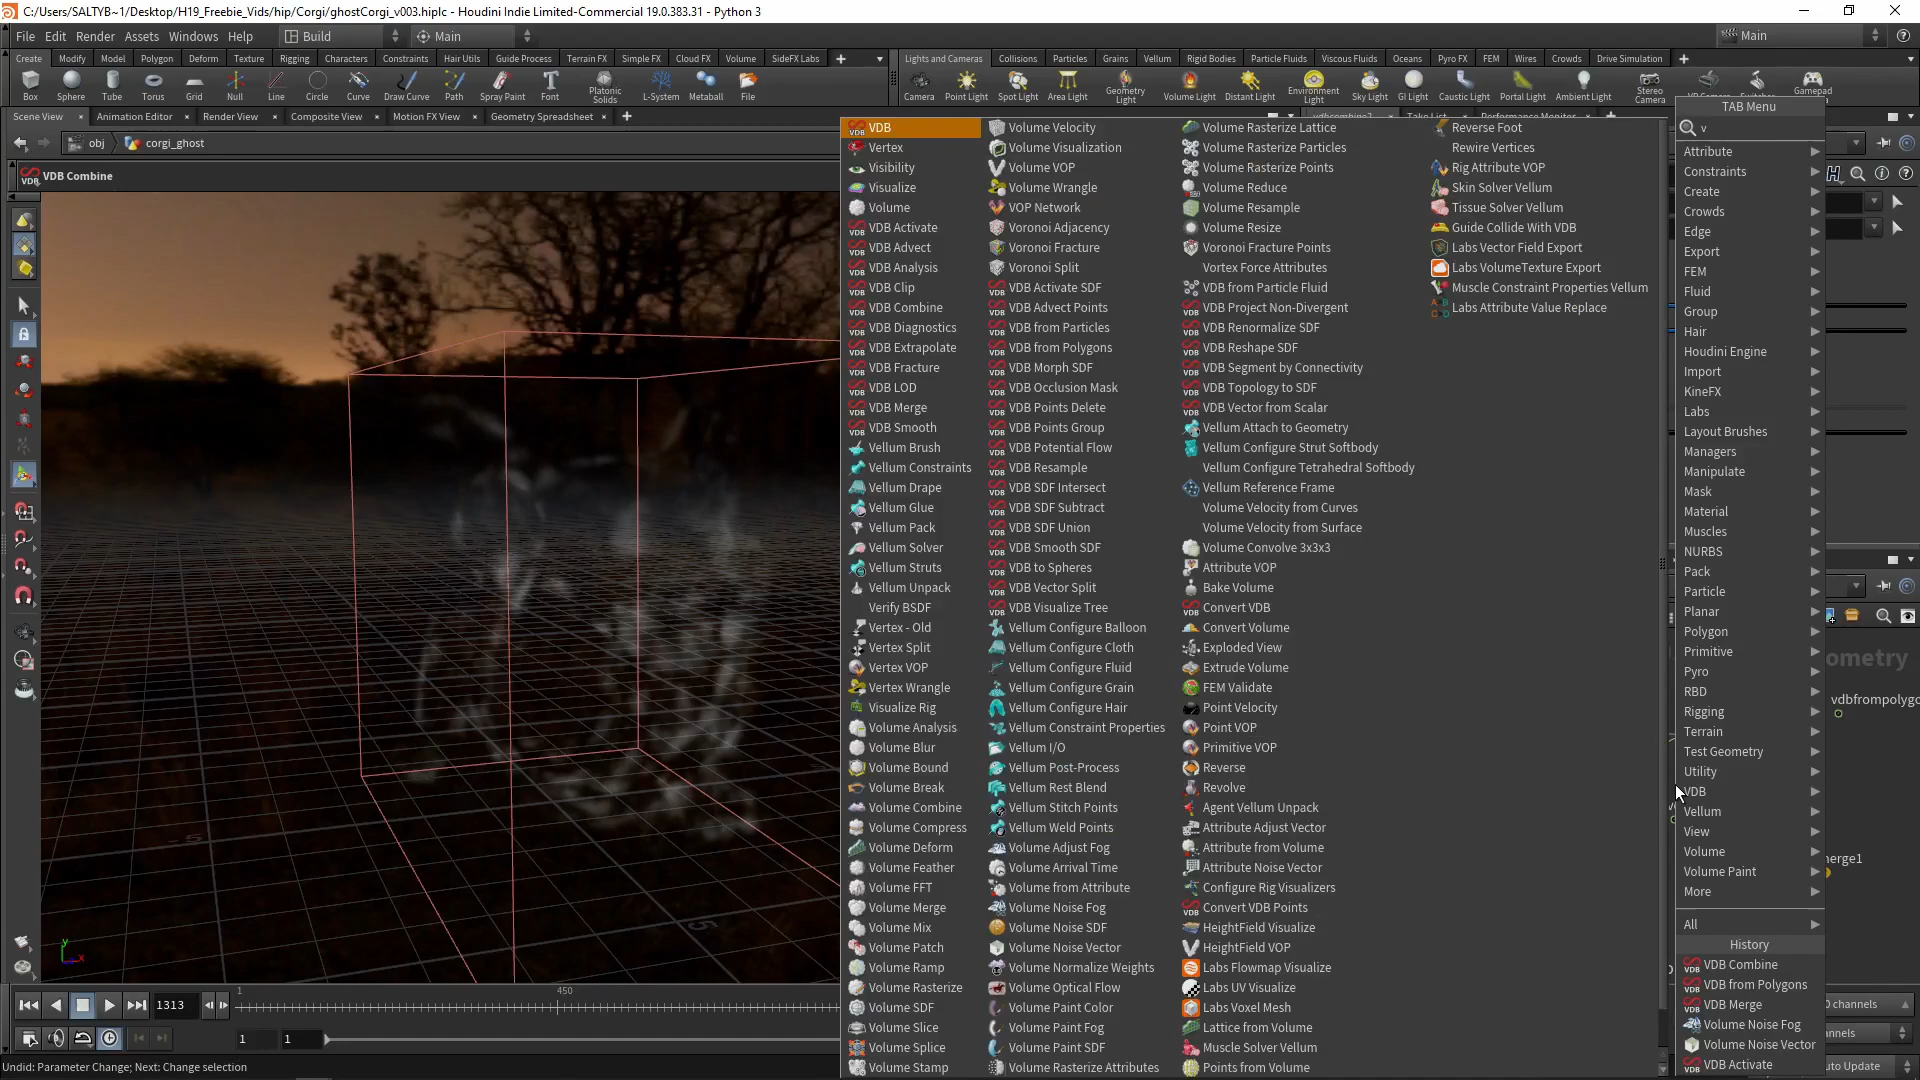 C:/Users/SALTYB~1/Desktop/H19_Freebie_Vids/hip/Corgi/ghostCorgi_v003.hiplc - Houdini Indie Limited-Commercial 19.0.383.31 - Python 3
File Edit Render Assets Windows Help Build Main Main
Create Modify Model Polygon Deform Texture Rigging Characters Constraints Hair Utils Guide Process Terrain FX Simple FX Cloud FX Volume SideFX Labs
Lights and Cameras Collisions Particles Grains Vellum Rigid Bodies Particle Fluids Viscous Fluids Oceans Pyro FX FEM Wires Crowds Drive Simulation
Box Sphere Tube Torus Grid Null Line Circle Curve Draw Curve Path Spray Paint Font Platonic Solids L-System Metaball File
Camera Point Light Spot Light Area Light Geometry Light Volume Light Distant Light Environment Light Sky Light GI Light Caustic Light Portal Light Ambient Light Stereo Camera Gamepad
Scene View Animation Editor Render View Composite View Motion FX View Geometry Spreadsheet
obj corgi_ghost
VDB Combine
VDB
Vertex
Visibility
Visualize
Volume
VDB Activate
VDB Advect
VDB Analysis
VDB Clip
VDB Combine
VDB Diagnostics
VDB Extrapolate
VDB Fracture
VDB LOD
VDB Merge
VDB Smooth
Vellum Brush
Vellum Constraints
Vellum Drape
Vellum Glue
Vellum Pack
Vellum Solver
Vellum Struts
Vellum Unpack
Verify BSDF
Vertex - Old
Vertex Split
Vertex VOP
Vertex Wrangle
Visualize Rig
Volume Analysis
Volume Blur
Volume Bound
Volume Break
Volume Combine
Volume Compress
Volume Deform
Volume Feather
Volume FFT
Volume Merge
Volume Mix
Volume Patch
Volume Ramp
Volume Rasterize
Volume SDF
Volume Slice
Volume Splice
Volume Stamp
Volume Velocity
Volume Visualization
Volume VOP
Volume Wrangle
VOP Network
Voronoi Adjacency
Voronoi Fracture
Voronoi Split
VDB Activate SDF
VDB Advect Points
VDB from Particles
VDB from Polygons
VDB Morph SDF
VDB Occlusion Mask
VDB Points Delete
VDB Points Group
VDB Potential Flow
VDB Resample
VDB SDF Intersect
VDB SDF Subtract
VDB SDF Union
VDB Smooth SDF
VDB to Spheres
VDB Vector Split
VDB Visualize Tree
Vellum Configure Balloon
Vellum Configure Cloth
Vellum Configure Fluid
Vellum Configure Grain
Vellum Configure Hair
Vellum Constraint Properties
Vellum I/O
Vellum Post-Process
Vellum Rest Blend
Vellum Stitch Points
Vellum Weld Points
Volume Adjust Fog
Volume Arrival Time
Volume from Attribute
Volume Noise Fog
Volume Noise SDF
Volume Noise Vector
Volume Normalize Weights
Volume Optical Flow
Volume Paint Color
Volume Paint Fog
Volume Paint SDF
Volume Rasterize Attributes
Volume Rasterize Lattice
Volume Rasterize Particles
Volume Rasterize Points
Volume Reduce
Volume Resample
Volume Resize
Voronoi Fracture Points
Vortex Force Attributes
VDB from Particle Fluid
VDB Project Non-Divergent
VDB Renormalize SDF
VDB Reshape SDF
VDB Segment by Connectivity
VDB Topology to SDF
VDB Vector from Scalar
Vellum Attach to Geometry
Vellum Configure Strut Softbody
Vellum Configure Tetrahedral Softbody
Vellum Reference Frame
Volume Velocity from Curves
Volume Velocity from Surface
Volume Convolve 3x3x3
Attribute VOP
Bake Volume
Convert VDB
Convert Volume
Exploded View
Extrude Volume
FEM Validate
Point Velocity
Point VOP
Primitive VOP
Reverse
Revolve
Agent Vellum Unpack
Attribute Adjust Vector
Attribute from Volume
Attribute Noise Vector
Configure Rig Visualizers
Convert VDB Points
HeightField Visualize
HeightField VOP
Labs Flowmap Visualize
Labs UV Visualize
Labs Voxel Mesh
Lattice from Volume
Muscle Solver Vellum
Points from Volume
Reverse Foot
Rewire Vertices
Rig Attribute VOP
Skin Solver Vellum
Tissue Solver Vellum
Guide Collide With VDB
Labs Vector Field Export
Labs VolumeTexture Export
Muscle Constraint Properties Vellum
Labs Attribute Value Replace
TAB Menu
v
Attribute
Constraints
Create
Crowds
Edge
Export
FEM
Fluid
Group
Hair
Houdini Engine
Import
KineFX
Labs
Layout Brushes
Managers
Manipulate
Mask
Material
Muscles
NURBS
Pack
Particle
Planar
Polygon
Primitive
Pyro
RBD
Rigging
Terrain
Test Geometry
Utility
VDB
Vellum
View
Volume
Volume Paint
More
All
History
VDB Combine
VDB from Polygons
VDB Merge
Volume Noise Fog
Volume Noise Vector
VDB Activate
1313 1 450
1 1
Undid: Parameter Change; Next: Change selection